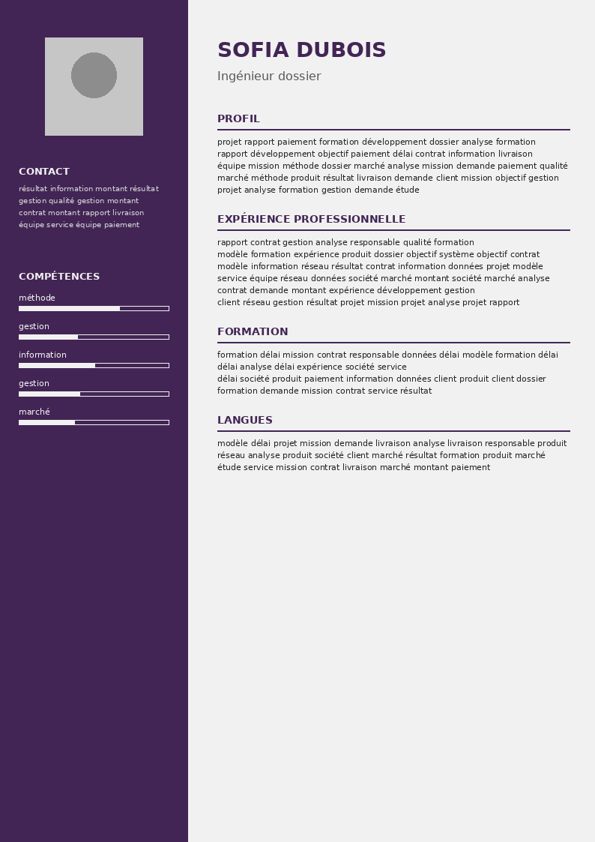 CONTACT
résultat information montant résultat
gestion qualité gestion montant
contrat montant rapport livraison
équipe service équipe paiement
COMPÉTENCES
méthode
gestion
information
gestion
marché
SOFIA DUBOIS
Ingénieur dossier
PROFIL
projet rapport paiement formation développement dossier analyse formation
rapport développement objectif paiement délai contrat information livraison
équipe mission méthode dossier marché analyse mission demande paiement qualité
marché méthode produit résultat livraison demande client mission objectif gestion
projet analyse formation gestion demande étude
EXPÉRIENCE PROFESSIONNELLE
rapport contrat gestion analyse responsable qualité formation
modèle formation expérience produit dossier objectif système objectif contrat
modèle information réseau résultat contrat information données projet modèle
service équipe réseau données société marché montant société marché analyse
contrat demande montant expérience développement gestion
client réseau gestion résultat projet mission projet analyse projet rapport
FORMATION
formation délai mission contrat responsable données délai modèle formation délai
délai analyse délai expérience société service
délai société produit paiement information données client produit client dossier
formation demande mission contrat service résultat
LANGUES
modèle délai projet mission demande livraison analyse livraison responsable produit
réseau analyse produit société client marché résultat formation produit marché
étude service mission contrat livraison marché montant paiement